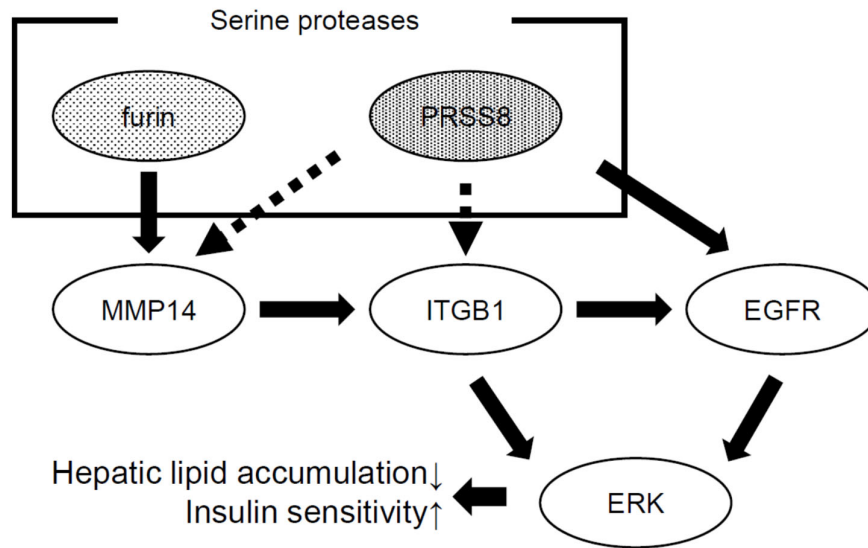 Serine proteases
furin
PRSS8
MMP14
ITGB1
EGFR
Hepatic lipid accumulation↓
Insulin sensitivity↑
ERK